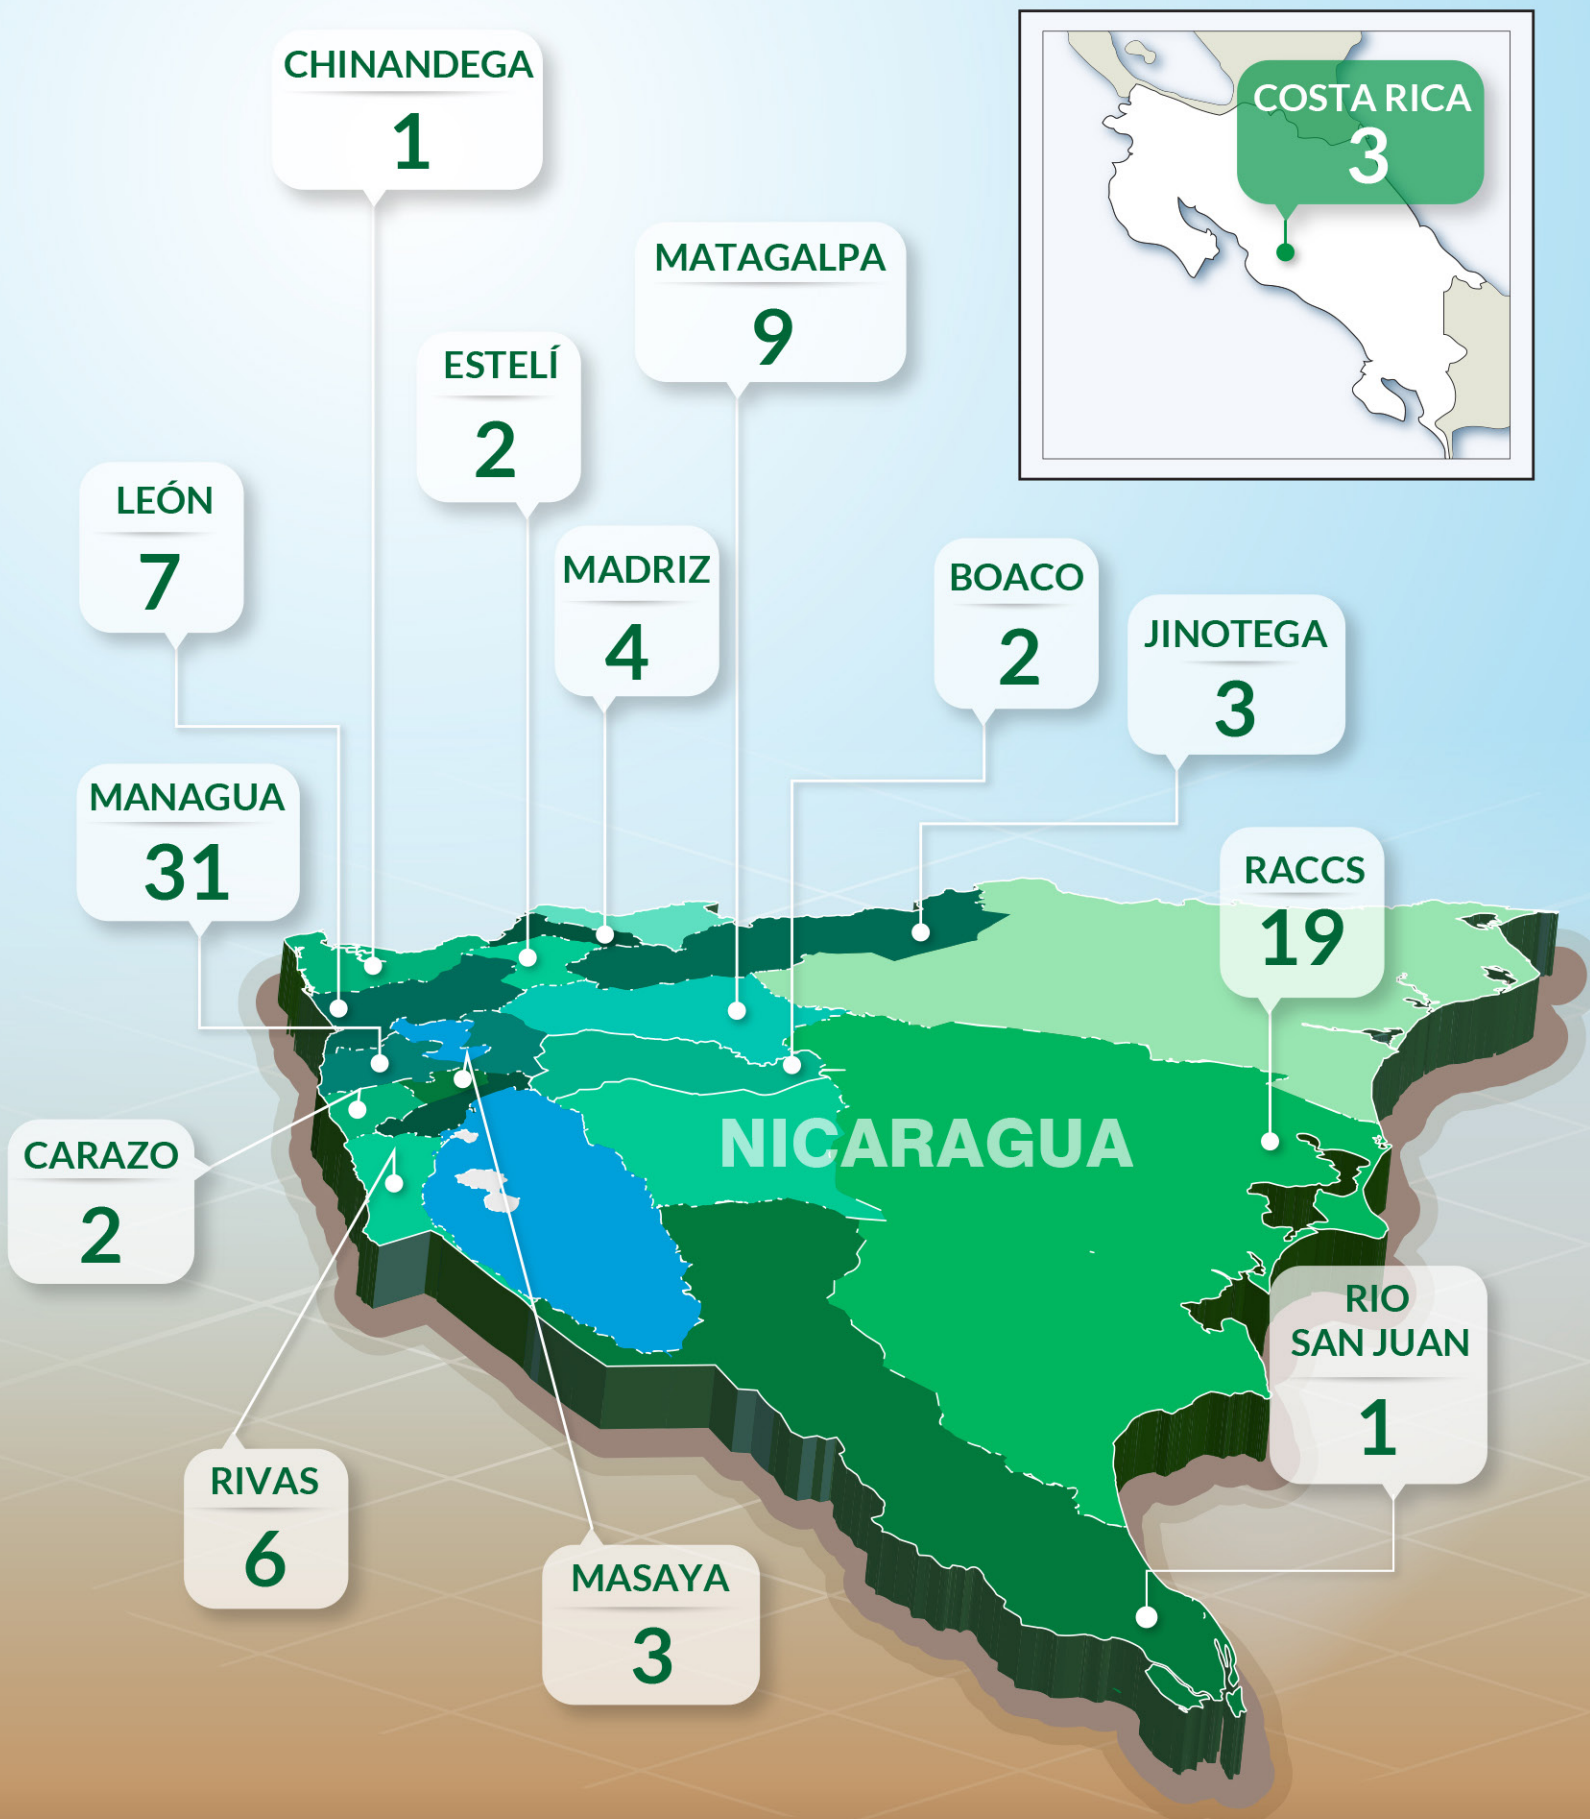 CHINANDEGA
1
COSTA RICA
3
MATAGALPA
9
ESTELÍ
2
LEÓN
7
MADRIZ
4
BOACO
2
JINOTEGA
3
MANAGUA
31
RACCS
19
NICARAGUA
CARAZO
2
RIO
SAN JUAN
1
RIVAS
6
MASAYA
3